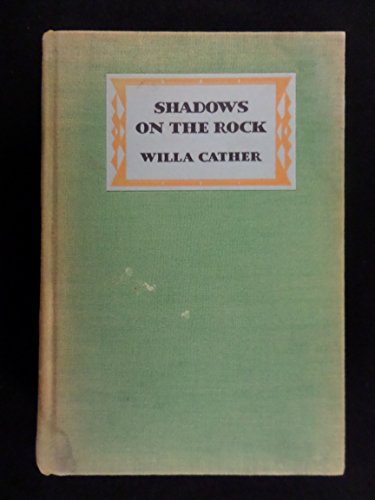 SHADOWS
ON THE ROCK
WILLA CATHER